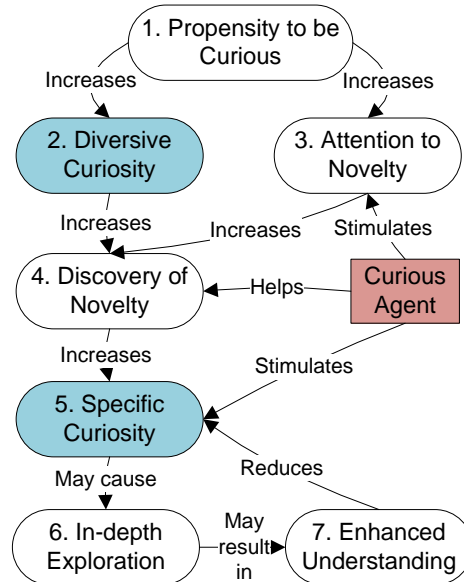 1. Propensity to be
Curious
Increases
Increases
2. Diversive
Curiosity
3. Attention to
Novelty
Increases
Increases
Stimulates
4. Discovery of
Novelty
Helps
Curious
Agent
Increases
Stimulates
5. Specific
Curiosity
May cause
Reduces
6. In-depth
Exploration
May
result
in
7. Enhanced
Understanding